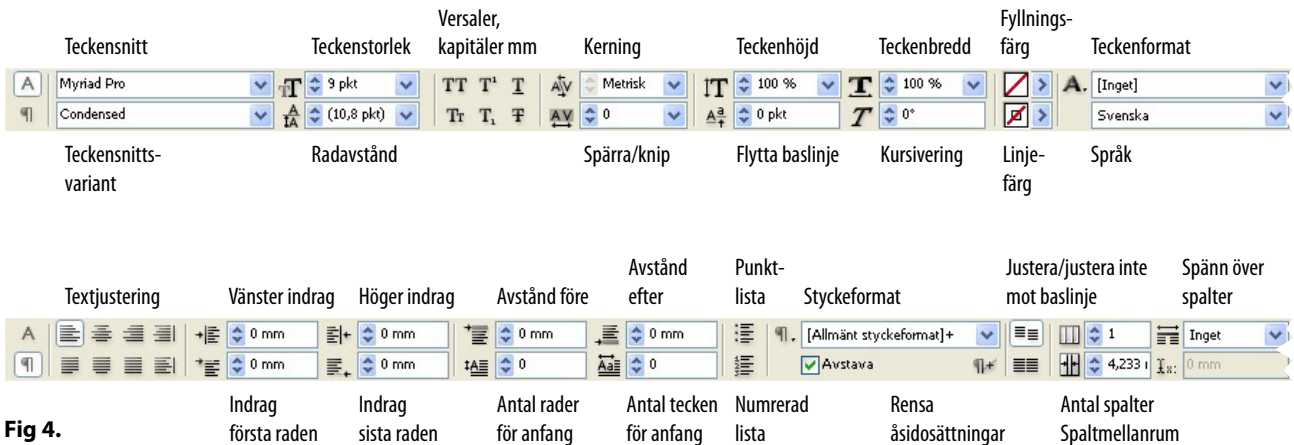 Versaler,
Fyllnings-
Teckensnitt Teckenstorlek kapitäler mm Kerning Teckenhöjd Teckenbredd färg Teckenformat
A Myriad Pro 9 pkt TT T¹ T Metrisk 100 % 100 % A. [Inget]
¶ Condensed (10,8 pkt) Tr T₁ T 0 0 pkt 0° Svenska
Teckensnitts- Radavstånd Spärra/knip Flytta baslinje Kursivering Linje- Språk
variant färg
Avstånd Punkt- Justera/justera inte Spänn över
Textjustering Vänster indrag Höger indrag Avstånd före efter lista Styckeformat mot baslinje spalter
A 0 mm 0 mm 0 mm 0 mm ¶. [Allmänt styckeformat]+ 1 Inget
¶ 0 mm 0 mm 0 0 Avstava 4,233 0 mm
Indrag Indrag Antal rader Antal tecken Numrerad Rensa Antal spalter
Fig 4. första raden sista raden för anfang för anfang lista åsidosättningar Spaltmellanrum